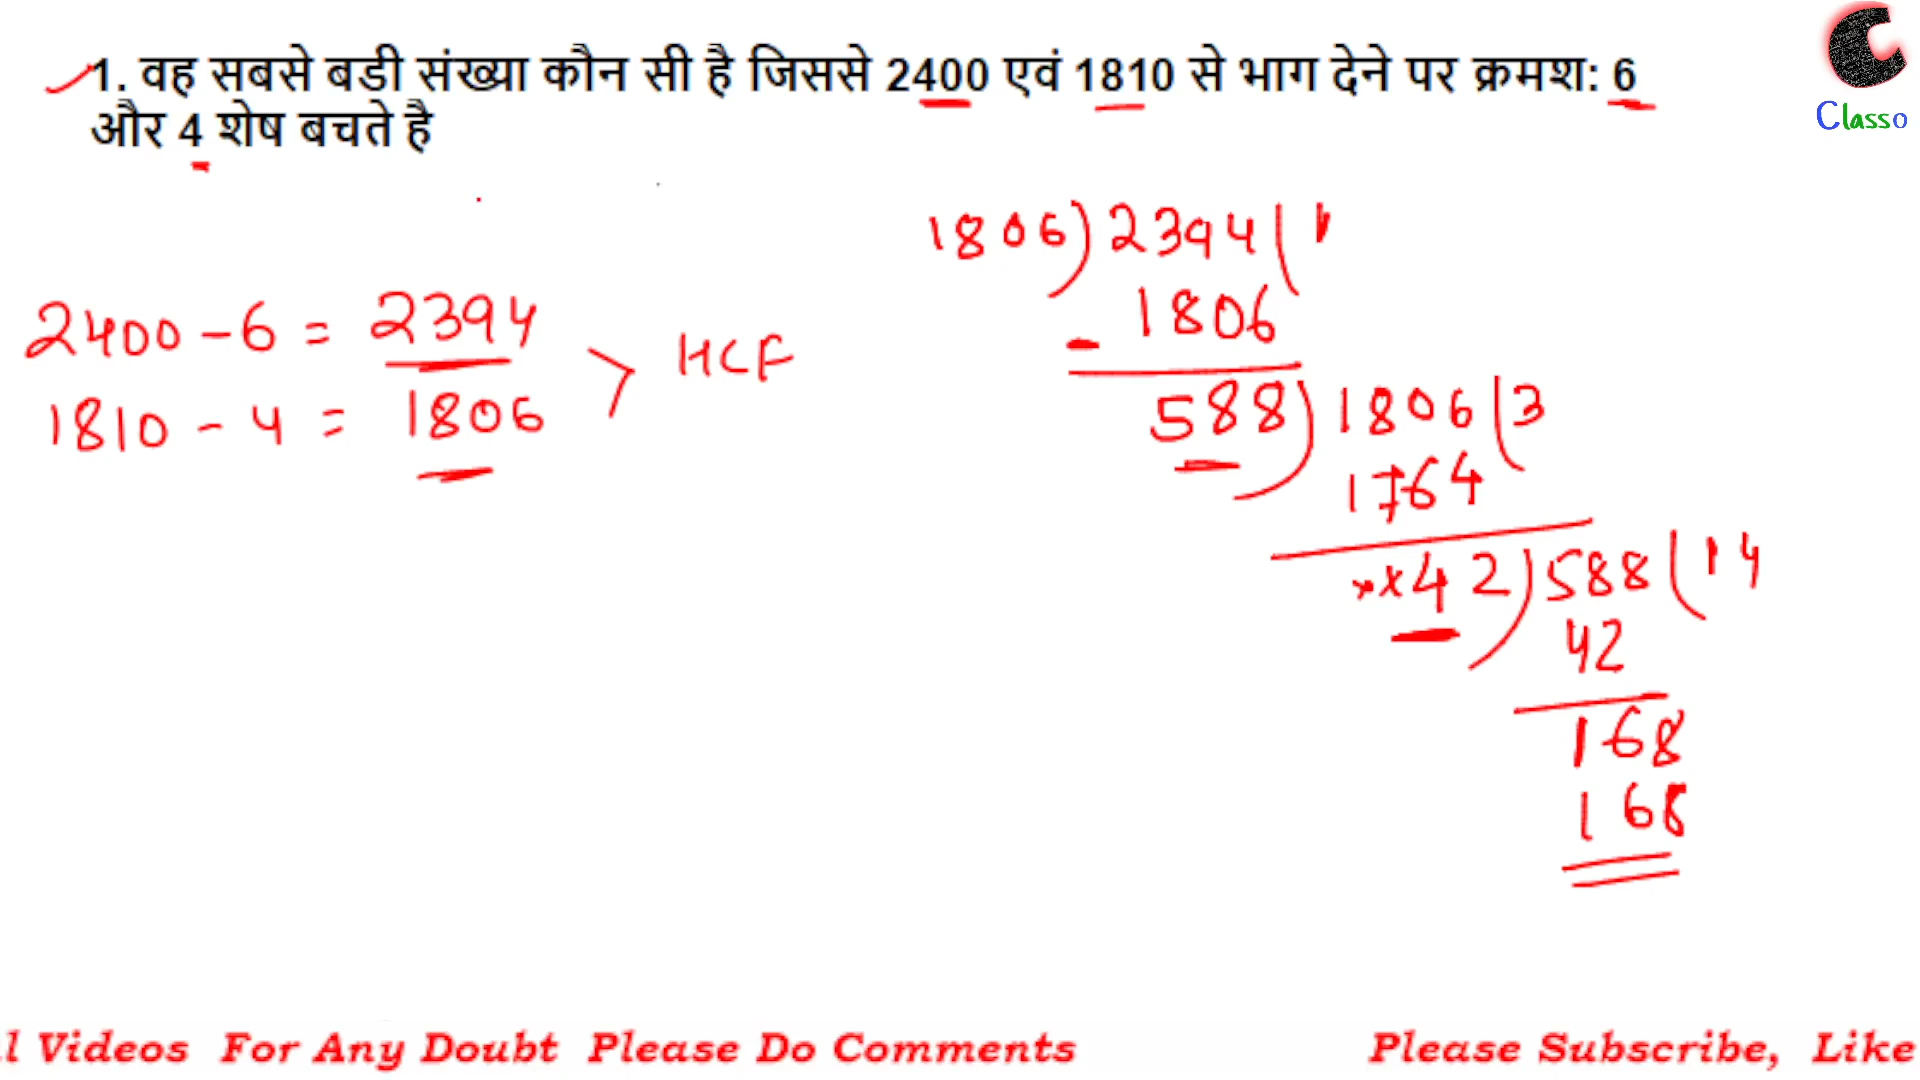 1. वह सबसे बडी संख्या कौन सी है जिससे 2400 एवं 1810 से भाग देने पर क्रमश: 6
और 4 शेष बचते है
Classo
2400 - 6 = 2394
1810 - 4 = 1806
HCF
1806) 2394 ( 1
- 1806
588) 1806 ( 3
1764
××42) 588 ( 14
42
168
168
l Videos For Any Doubt Please Do Comments
Please Subscribe, Like